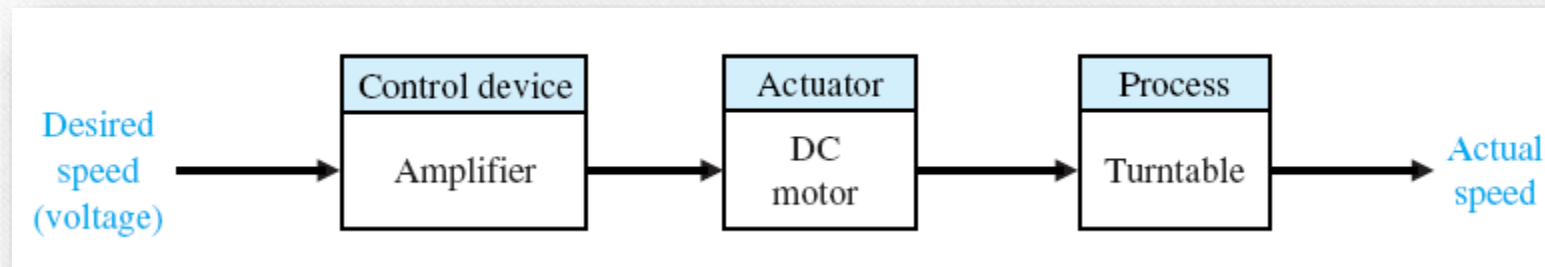 Desired
speed
(voltage)
Control device
Amplifier
Actuator
DC
motor
Process
Turntable
Actual
speed